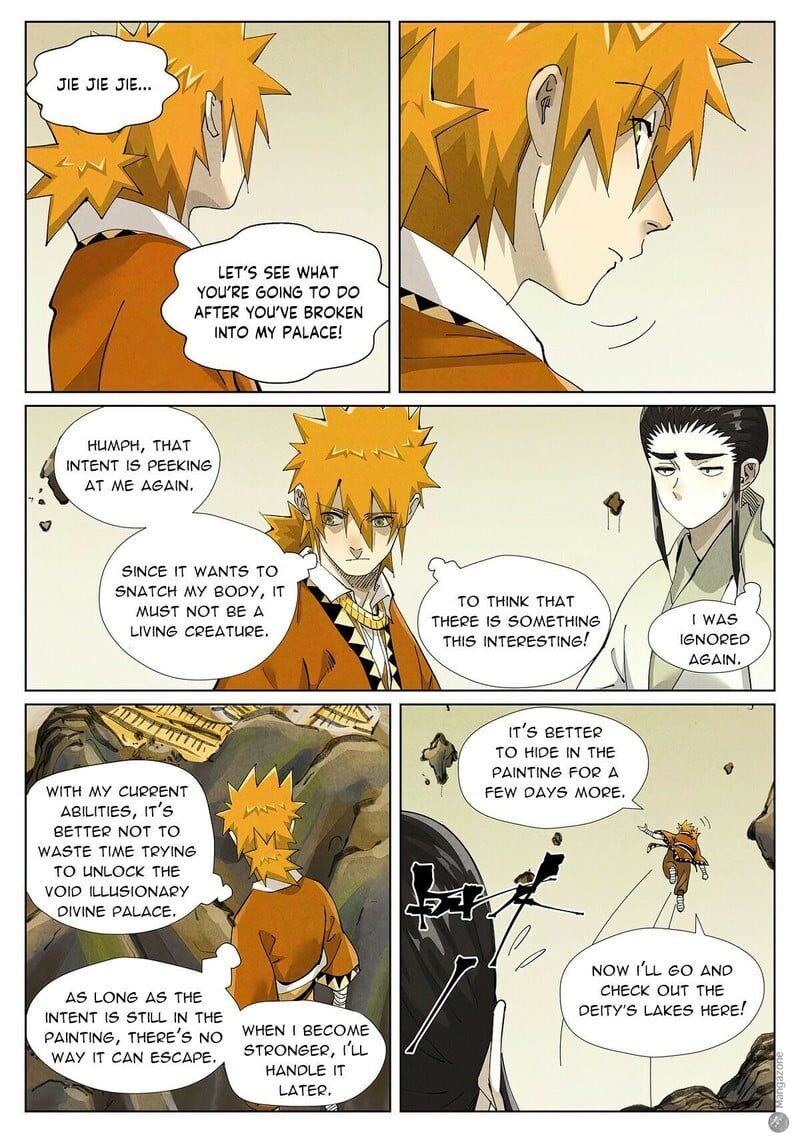 JIE JIE JIE...
LET'S SEE WHAT
YOU'RE GOING TO DO
AFTER YOU'VE BROKEN
INTO MY PALACE!
HUMPH, THAT
INTENT IS PEEKING
AT ME AGAIN.
SINCE IT WANTS TO
SNATCH MY BODY, IT
MUST NOT BE A
LIVING CREATURE.
TO THINK THAT
THERE IS SOMETHING
THIS INTERESTING!
I WAS
IGNORED
AGAIN.
WITH MY CURRENT
ABILITIES, IT'S
BETTER NOT TO
WASTE TIME TRYING
TO UNLOCK THE
VOID ILLUSIONARY
DIVINE PALACE.
AS LONG AS THE
INTENT IS STILL IN THE
PAINTING, THERE'S NO
WAY IT CAN ESCAPE.
WHEN I BECOME
STRONGER, I'LL
HANDLE IT
LATER.
IT'S BETTER
TO HIDE IN THE
PAINTING FOR A
FEW DAYS MORE.
NOW I'LL GO AND
CHECK OUT THE
DEITY'S LAKES HERE!
Mangazone